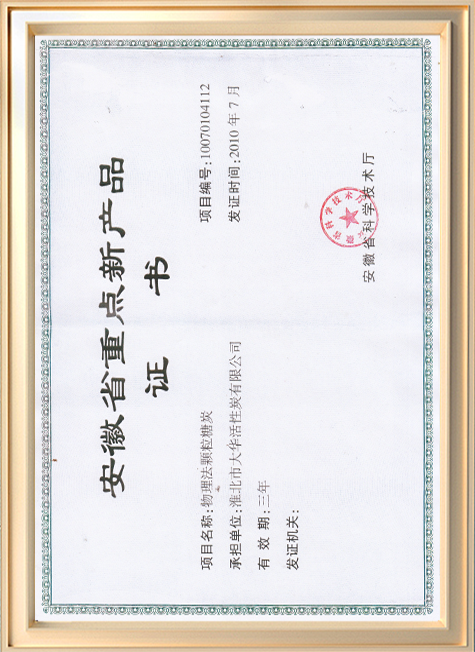 安徽省重点新产品
证 书
项目名称:物理法颗粒糖炭
项目编号:10070104112
承担单位:淮北市大华活性炭有限公司
发证时间:2010 年 7 月
有 效 期:三年
发证机关:
安徽省科学技术厅